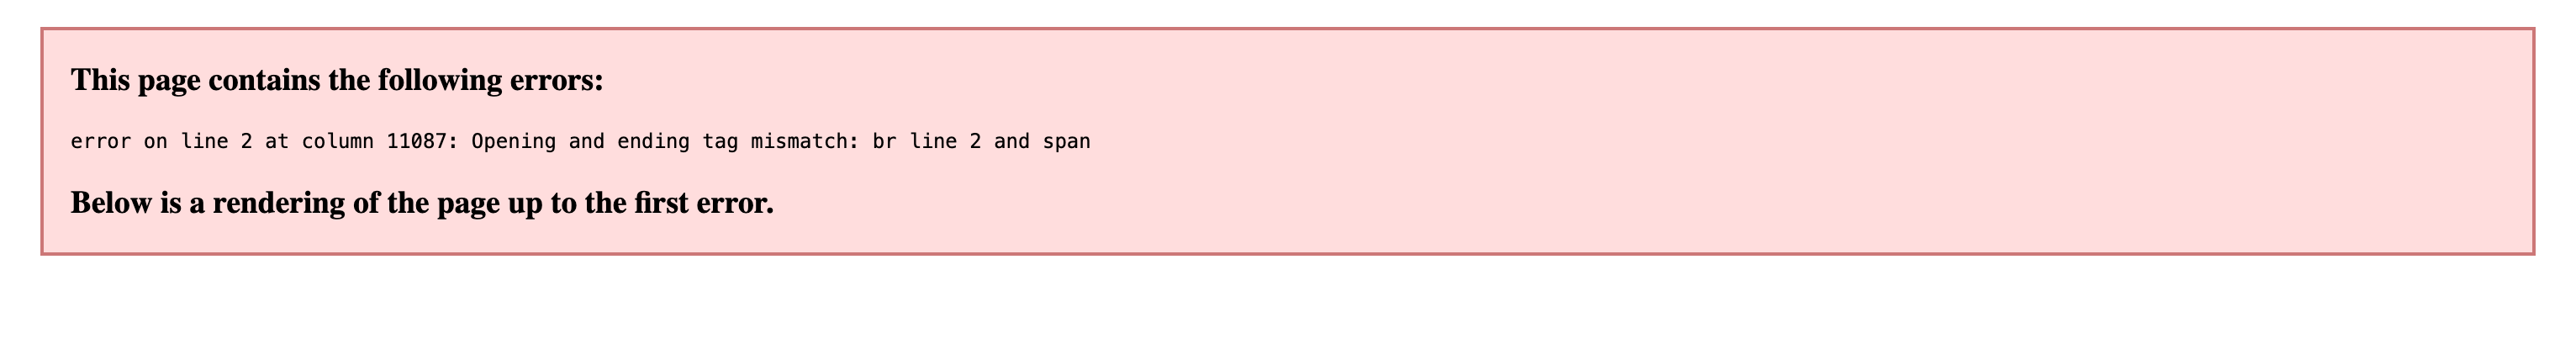 This page contains the following errors:
error on line 2 at column 11087: Opening and ending tag mismatch: br line 2 and span
Below is a rendering of the page up to the first error.